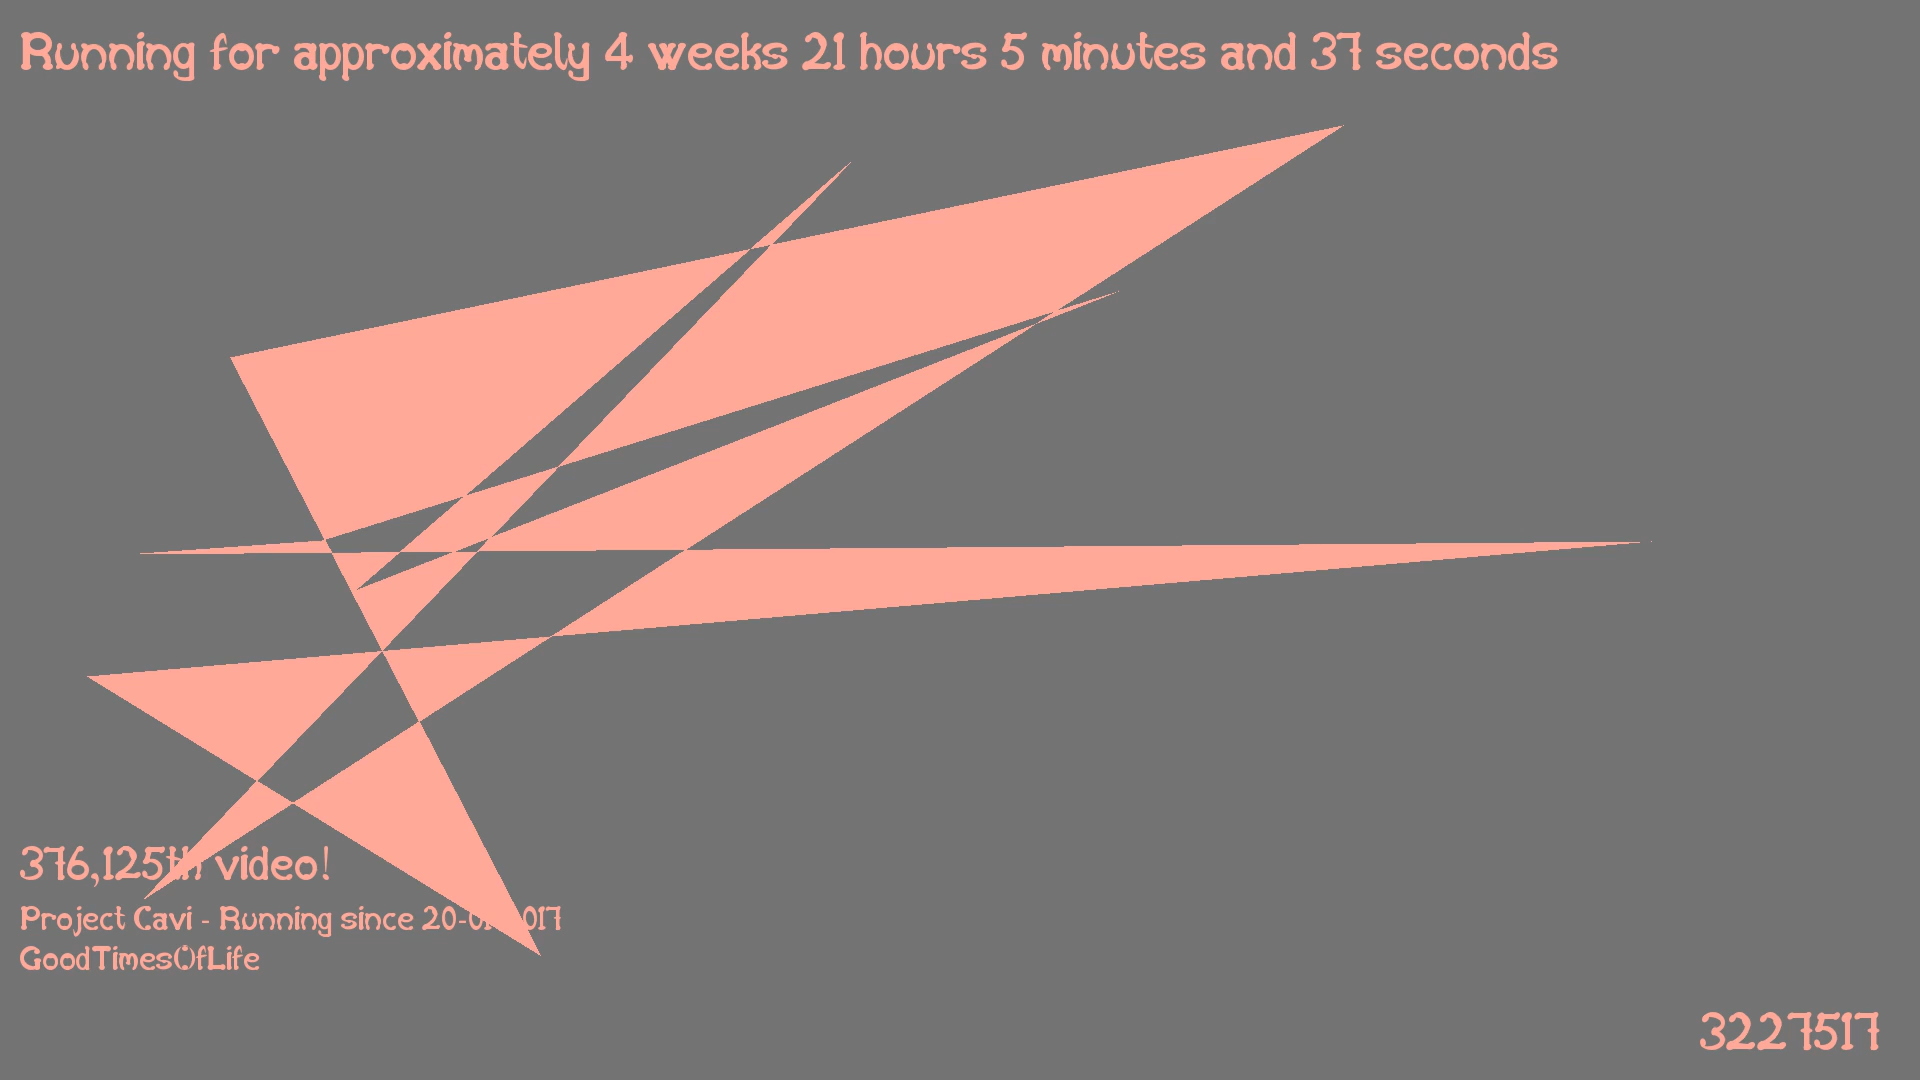 Running for approximately 4 weeks 21 hours 5 minutes and 37 seconds
376,125th video!
Project Cavi - Running since
GoodTimesOfLife
3227517